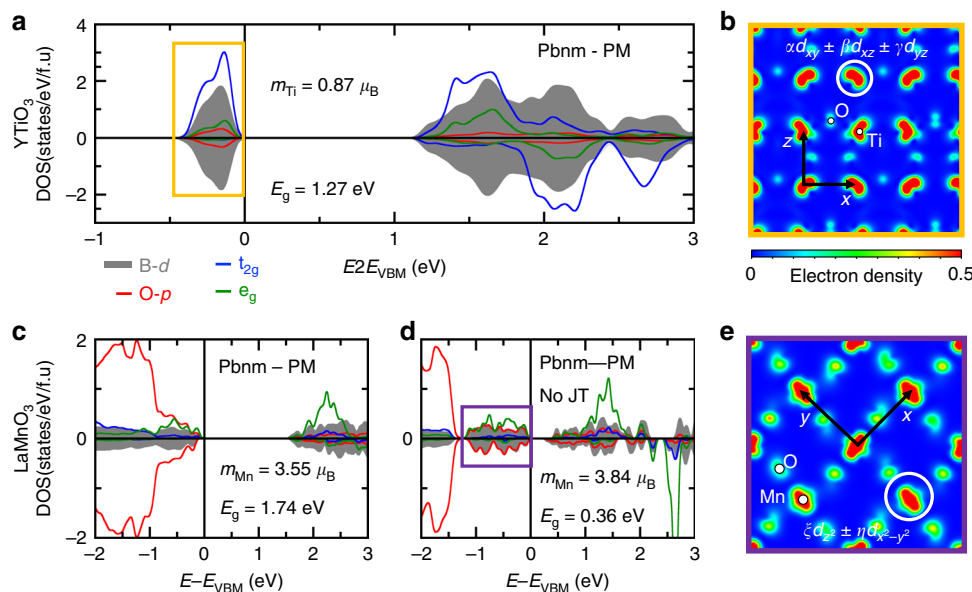 a
YTiO3
DOS(states/eV/f.u)
4
2
0
−2
Pbnm - PM
mTi = 0.87 μB
Eg = 1.27 eV
−1
0
1
2
3
E2EVBM (eV)
B-d
t2g
O-p
eg
b
αdxy ± βdxz ± γdyz
O
Ti
z
x
0
0.5
Electron density
c
LaMnO3
DOS(states/eV/f.u)
2
0
−2
Pbnm – PM
mMn = 3.55 μB
Eg = 1.74 eV
−2
−1
0
1
2
3
E–EVBM (eV)
d
2
0
−2
Pbnm—PM
No JT
mMn = 3.84 μB
Eg = 0.36 eV
−2
−1
0
1
2
3
E–EVBM (eV)
e
y
x
O
Mn
ξdz2 ± ηdx2−y2